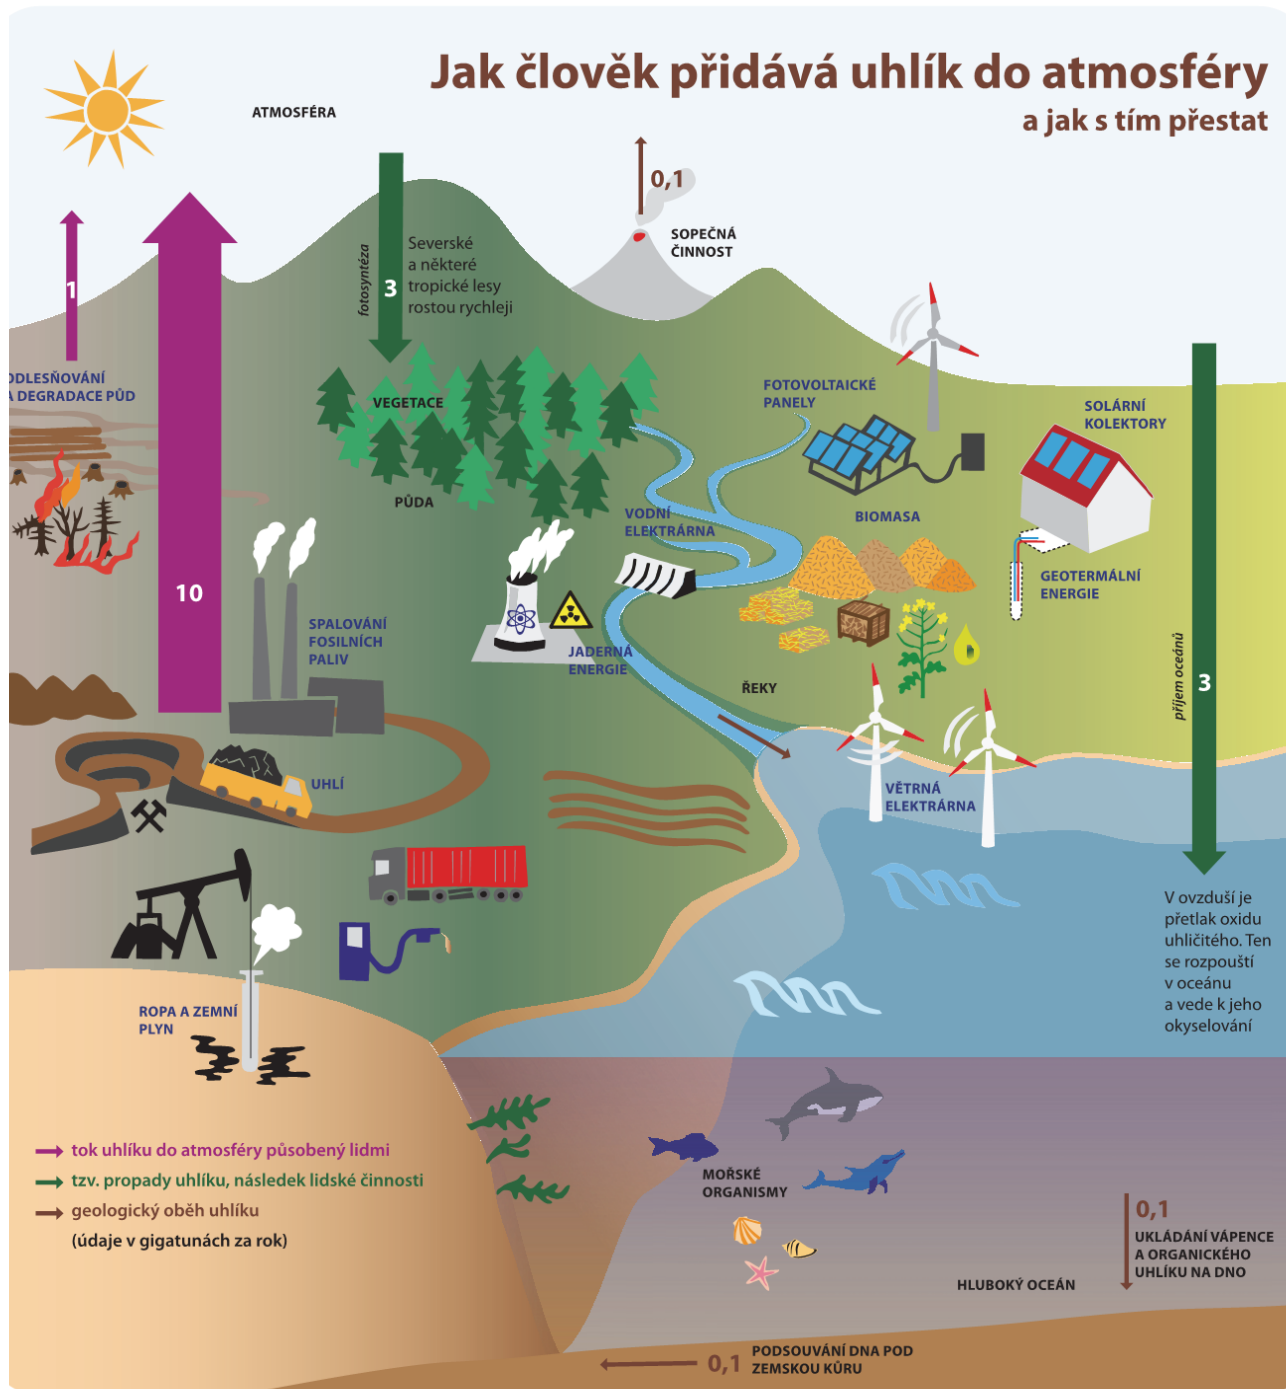 Jak člověk přidává uhlík do atmosféry
a jak s tím přestat
ATMOSFÉRA
0,1
SOPEČNÁ
ČINNOST
1
fotosyntéza
3
Severské
a některé
tropické lesy
rostou rychleji
ODLESŇOVÁNÍ
A DEGRADACE PŮD
VEGETACE
PŮDA
FOTOVOLTAICKÉ
PANELY
SOLÁRNÍ
KOLEKTORY
VODNÍ
ELEKTRÁRNA
BIOMASA
GEOTERMÁLNÍ
ENERGIE
10
SPALOVÁNÍ
FOSILNÍCH
PALIV
JADERNÁ
ENERGIE
ŘEKY
příjem oceánů
3
UHLÍ
VĚTRNÁ
ELEKTRÁRNA
V ovzduší je
přetlak oxidu
uhličitého. Ten
se rozpouští
v oceánu
a vede k jeho
okyselování
ROPA A ZEMNÍ
PLYN
tok uhlíku do atmosféry působený lidmi
tzv. propady uhlíku, následek lidské činnosti
geologický oběh uhlíku
(údaje v gigatunách za rok)
MOŘSKÉ
ORGANISMY
0,1
UKLÁDÁNÍ VÁPENCE
A ORGANICKÉHO
UHLÍKU NA DNO
HLUBOKÝ OCEÁN
0,1
PODSOUVÁNÍ DNA POD
ZEMSKOU KŮRU